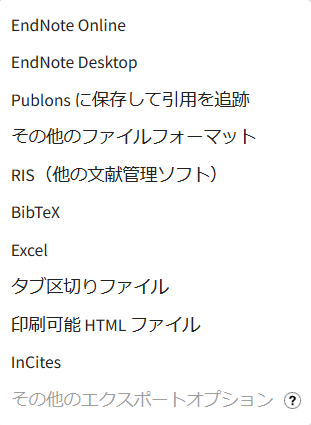 EndNote Online
EndNote Desktop
Publons に保存して引用を追跡
その他のファイルフォーマット
RIS（他の文献管理ソフト）
BibTeX
Excel
タブ区切りファイル
印刷可能 HTML ファイル
InCites
その他のエクスポートオプション ?